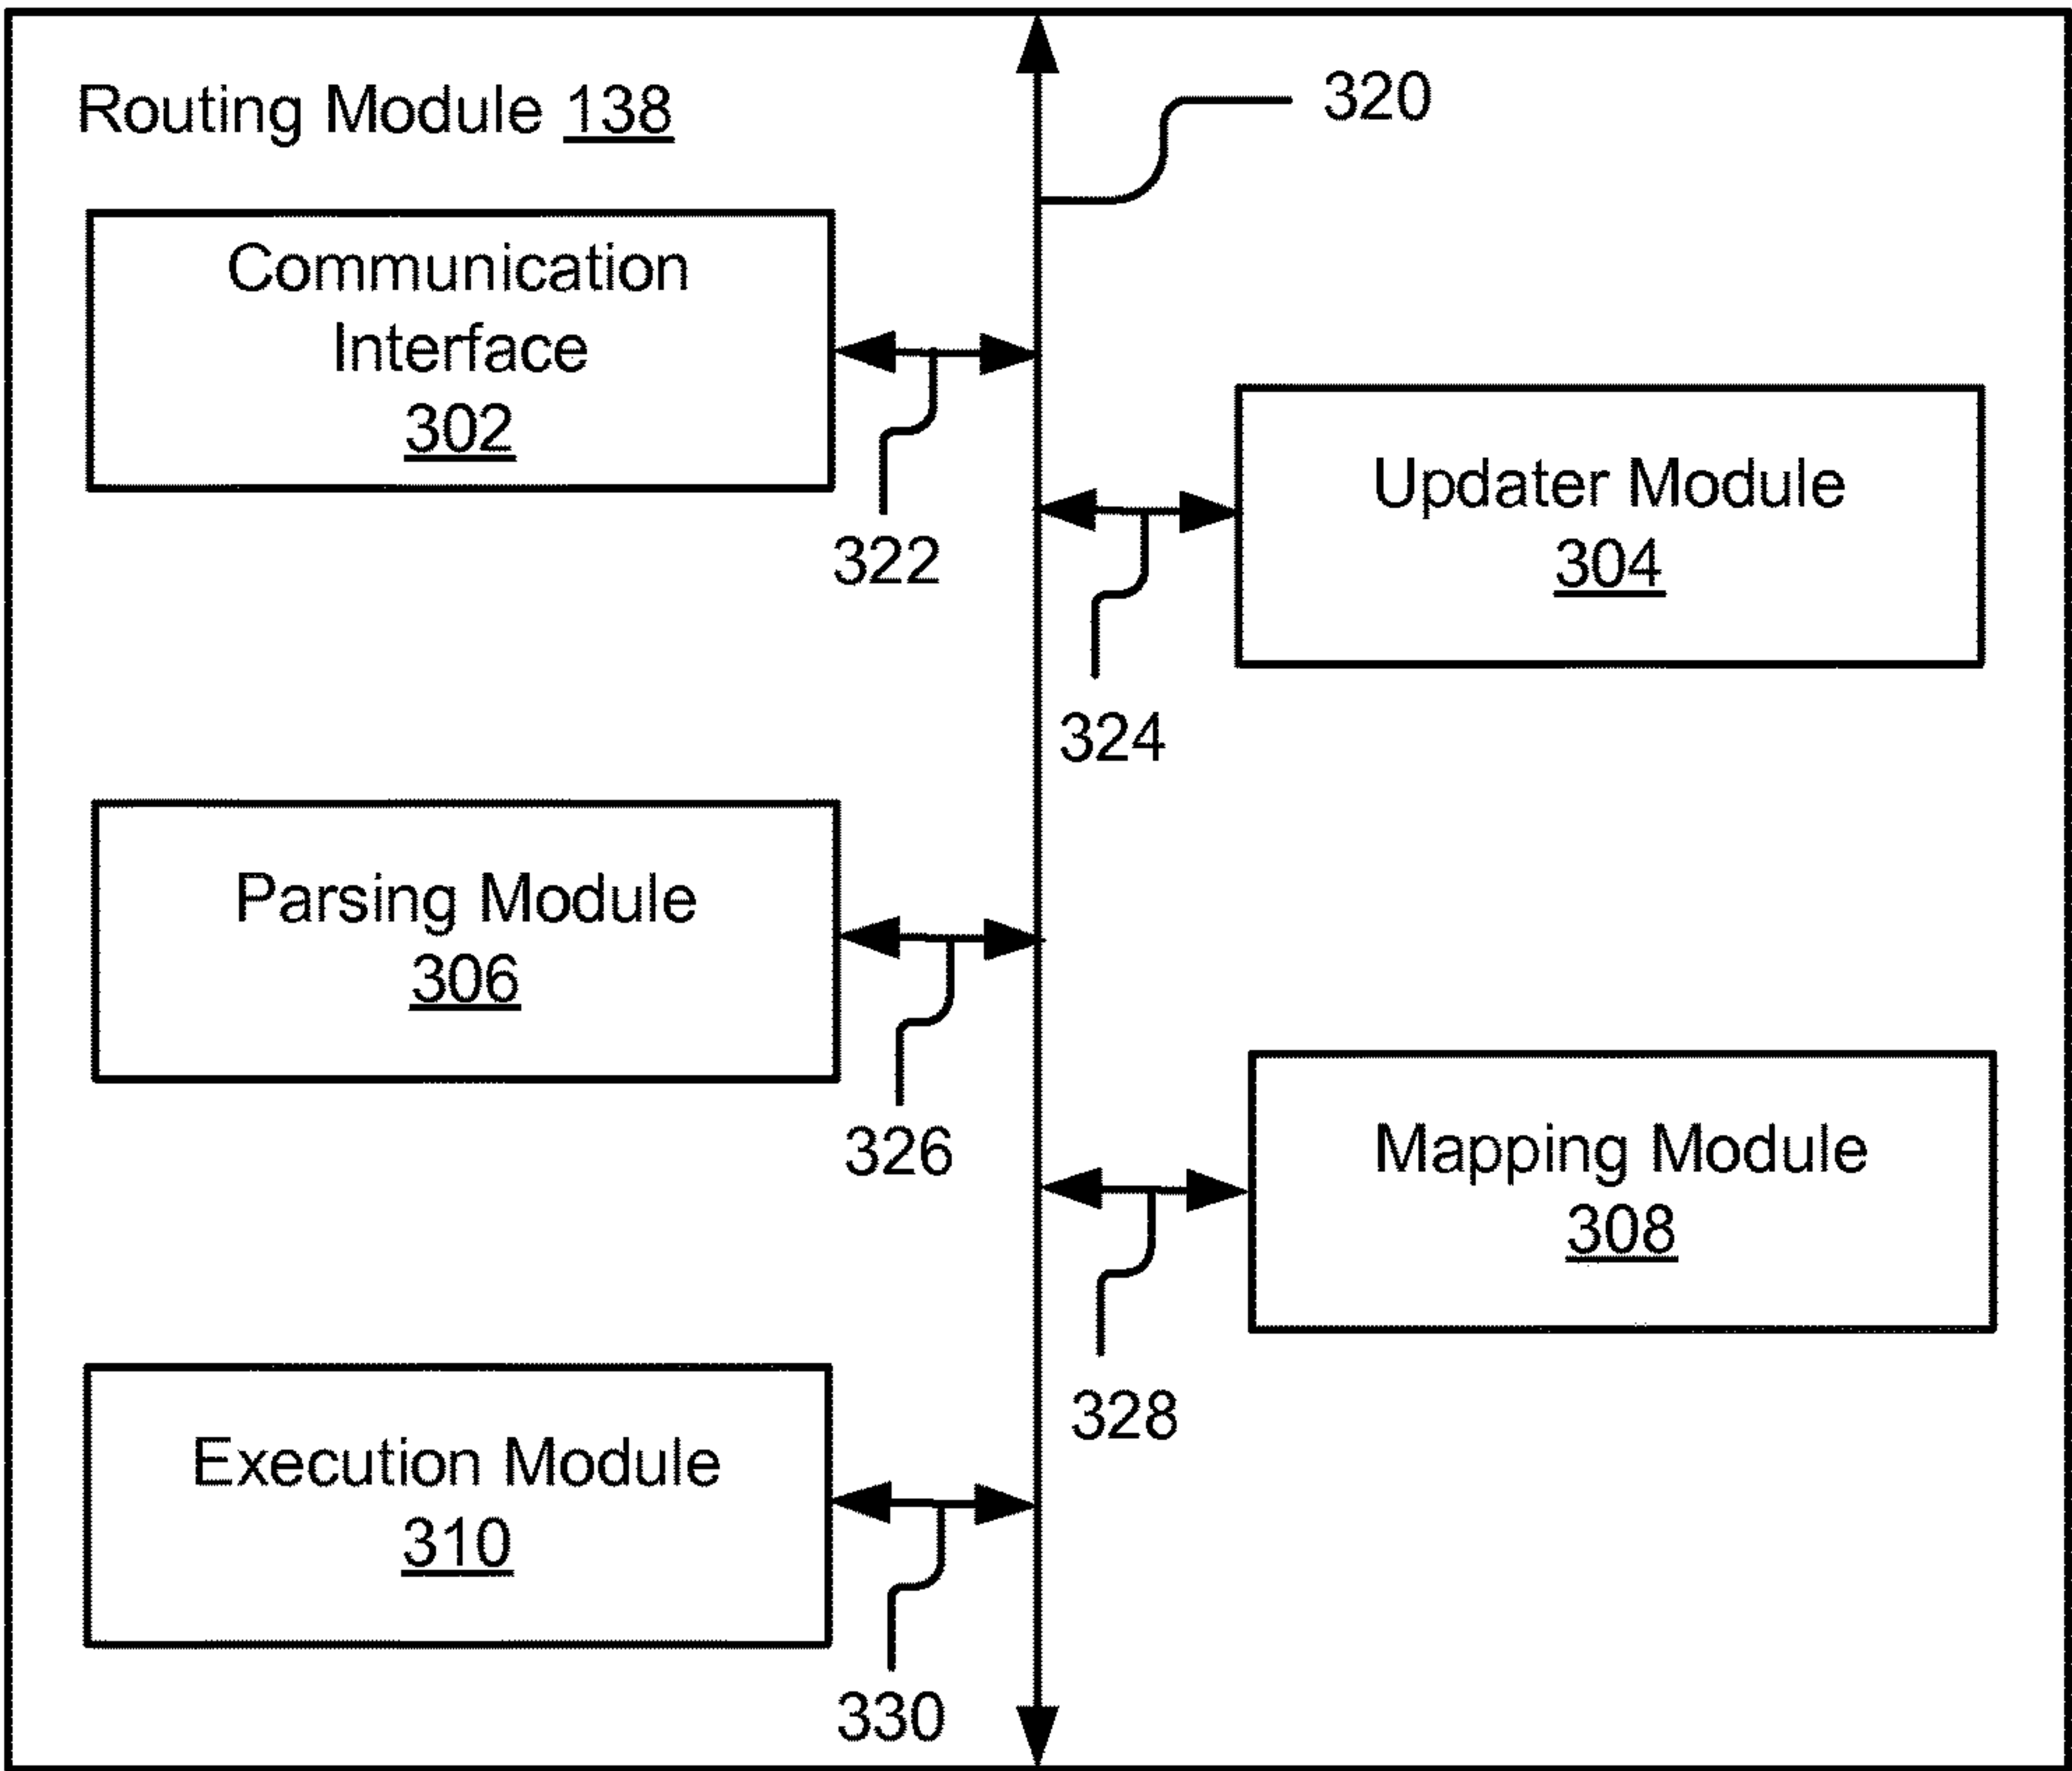 Routing Module 138
320
Communication
Interface
302
322
Updater Module
304
324
Parsing Module
306
326
Mapping Module
308
328
Execution Module
310
330